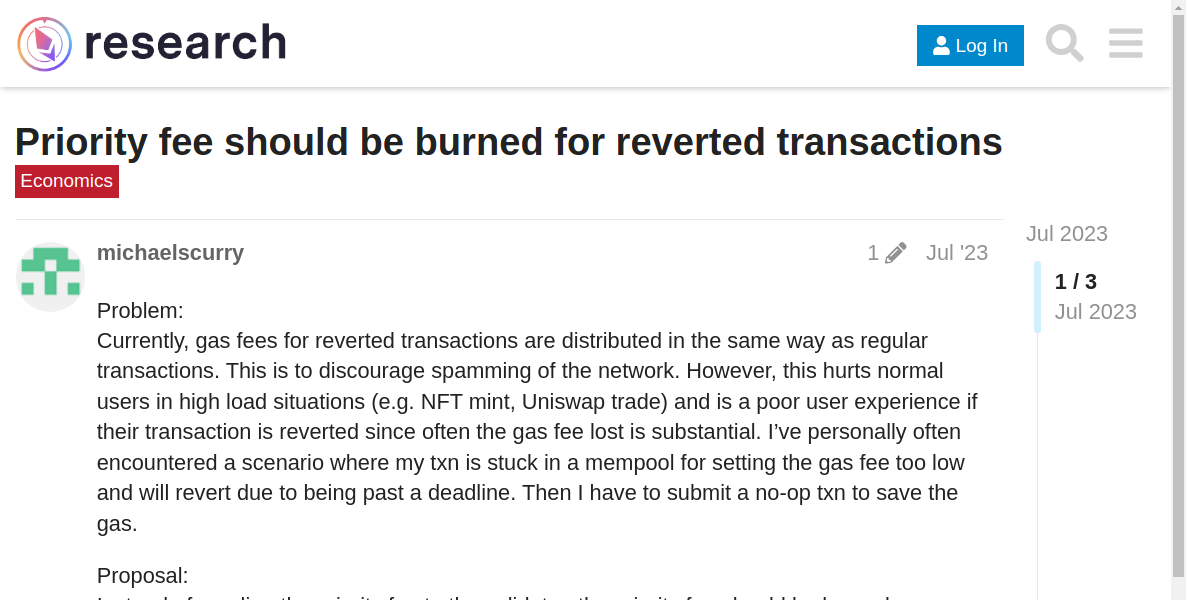 research
Log In
Priority fee should be burned for reverted transactions
Economics
michaelscurry
1
Jul '23
Jul 2023
1 / 3
Jul 2023
Problem:
Currently, gas fees for reverted transactions are distributed in the same way as regular
transactions. This is to discourage spamming of the network. However, this hurts normal
users in high load situations (e.g. NFT mint, Uniswap trade) and is a poor user experience if
their transaction is reverted since often the gas fee lost is substantial. I’ve personally often
encountered a scenario where my txn is stuck in a mempool for setting the gas fee too low
and will revert due to being past a deadline. Then I have to submit a no-op txn to save the
gas.
Proposal: